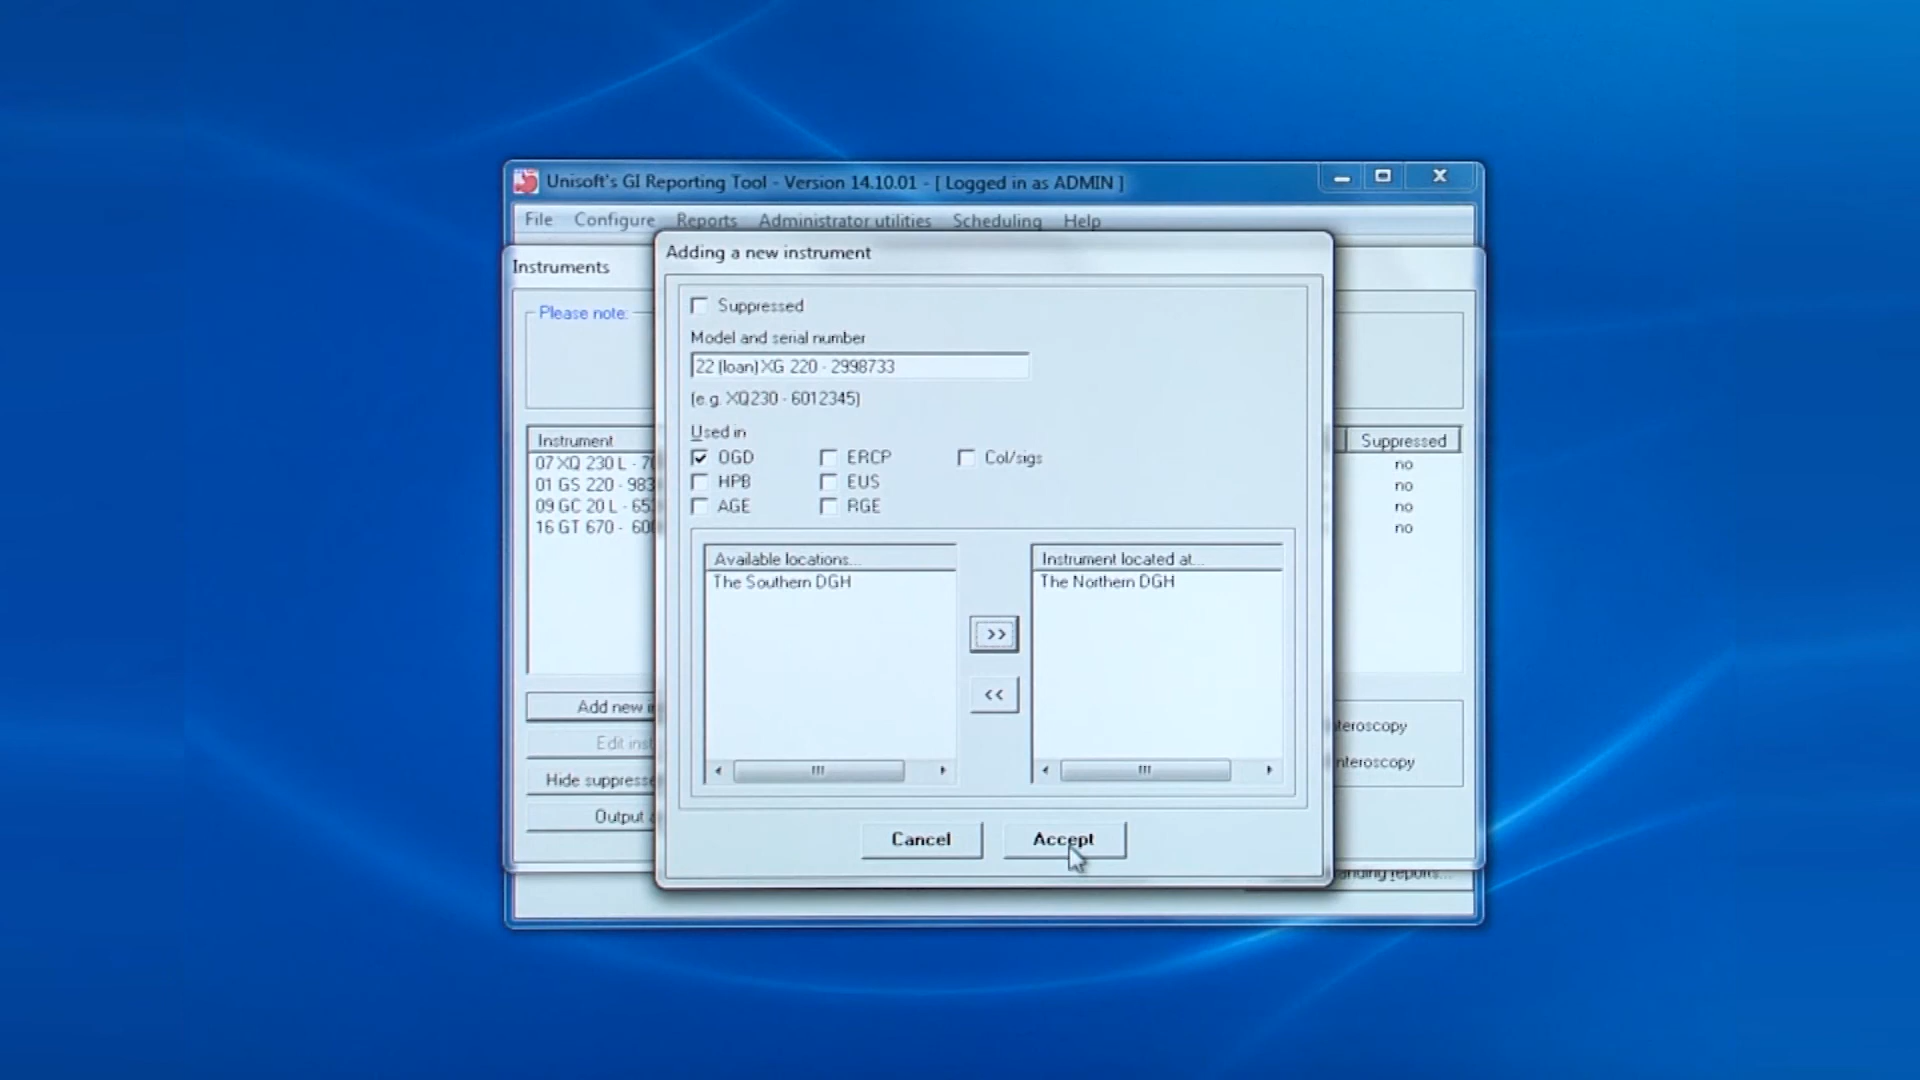 Unisoft's GI Reporting Tool - Version 14.10.01 - [ Logged in as ADMIN ]
File Configure Reports Administrator utilities Scheduling Help
Instruments
Please note:
Instrument
07 XQ 230 L - 
01 GS 220 - 983
09 GC 20 L - 65
16 GT 670 - 600
Add new
Edit inst
Hide suppresse
Output
Adding a new instrument
Suppressed
Model and serial number
22 (loan) XG 220 - 2998733
(e.g. XQ230 - 6012345)
Used in
OGD ERCP Col/sigs
HPB EUS
AGE RGE
Available locations...
The Southern DGH
>>
<<
Instrument located at...
The Northern DGH
Cancel Accept
Suppressed
no
no
no
no
teroscopy
nteroscopy
anding reports...